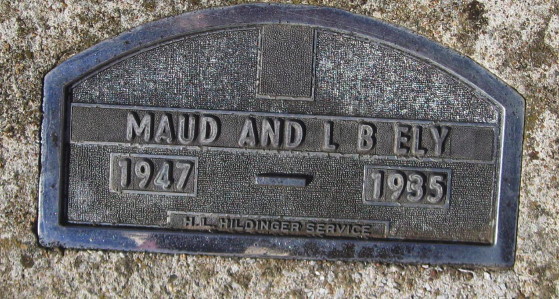 MAUD AND L B ELY
1947 — 1935
H.L. HILDINGER SERVICE